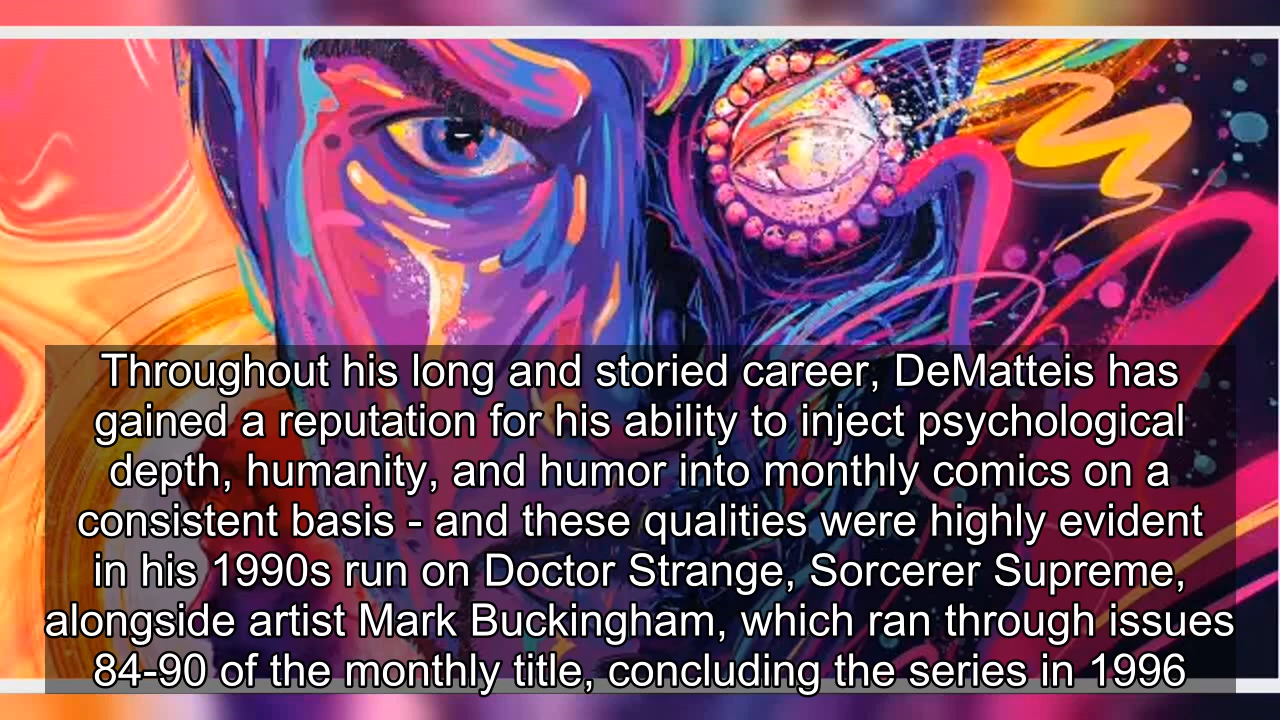 Throughout his long and storied career, DeMatteis has
gained a reputation for his ability to inject psychological
depth, humanity, and humor into monthly comics on a
consistent basis - and these qualities were highly evident
in his 1990s run on Doctor Strange, Sorcerer Supreme,
alongside artist Mark Buckingham, which ran through issues
84-90 of the monthly title, concluding the series in 1996